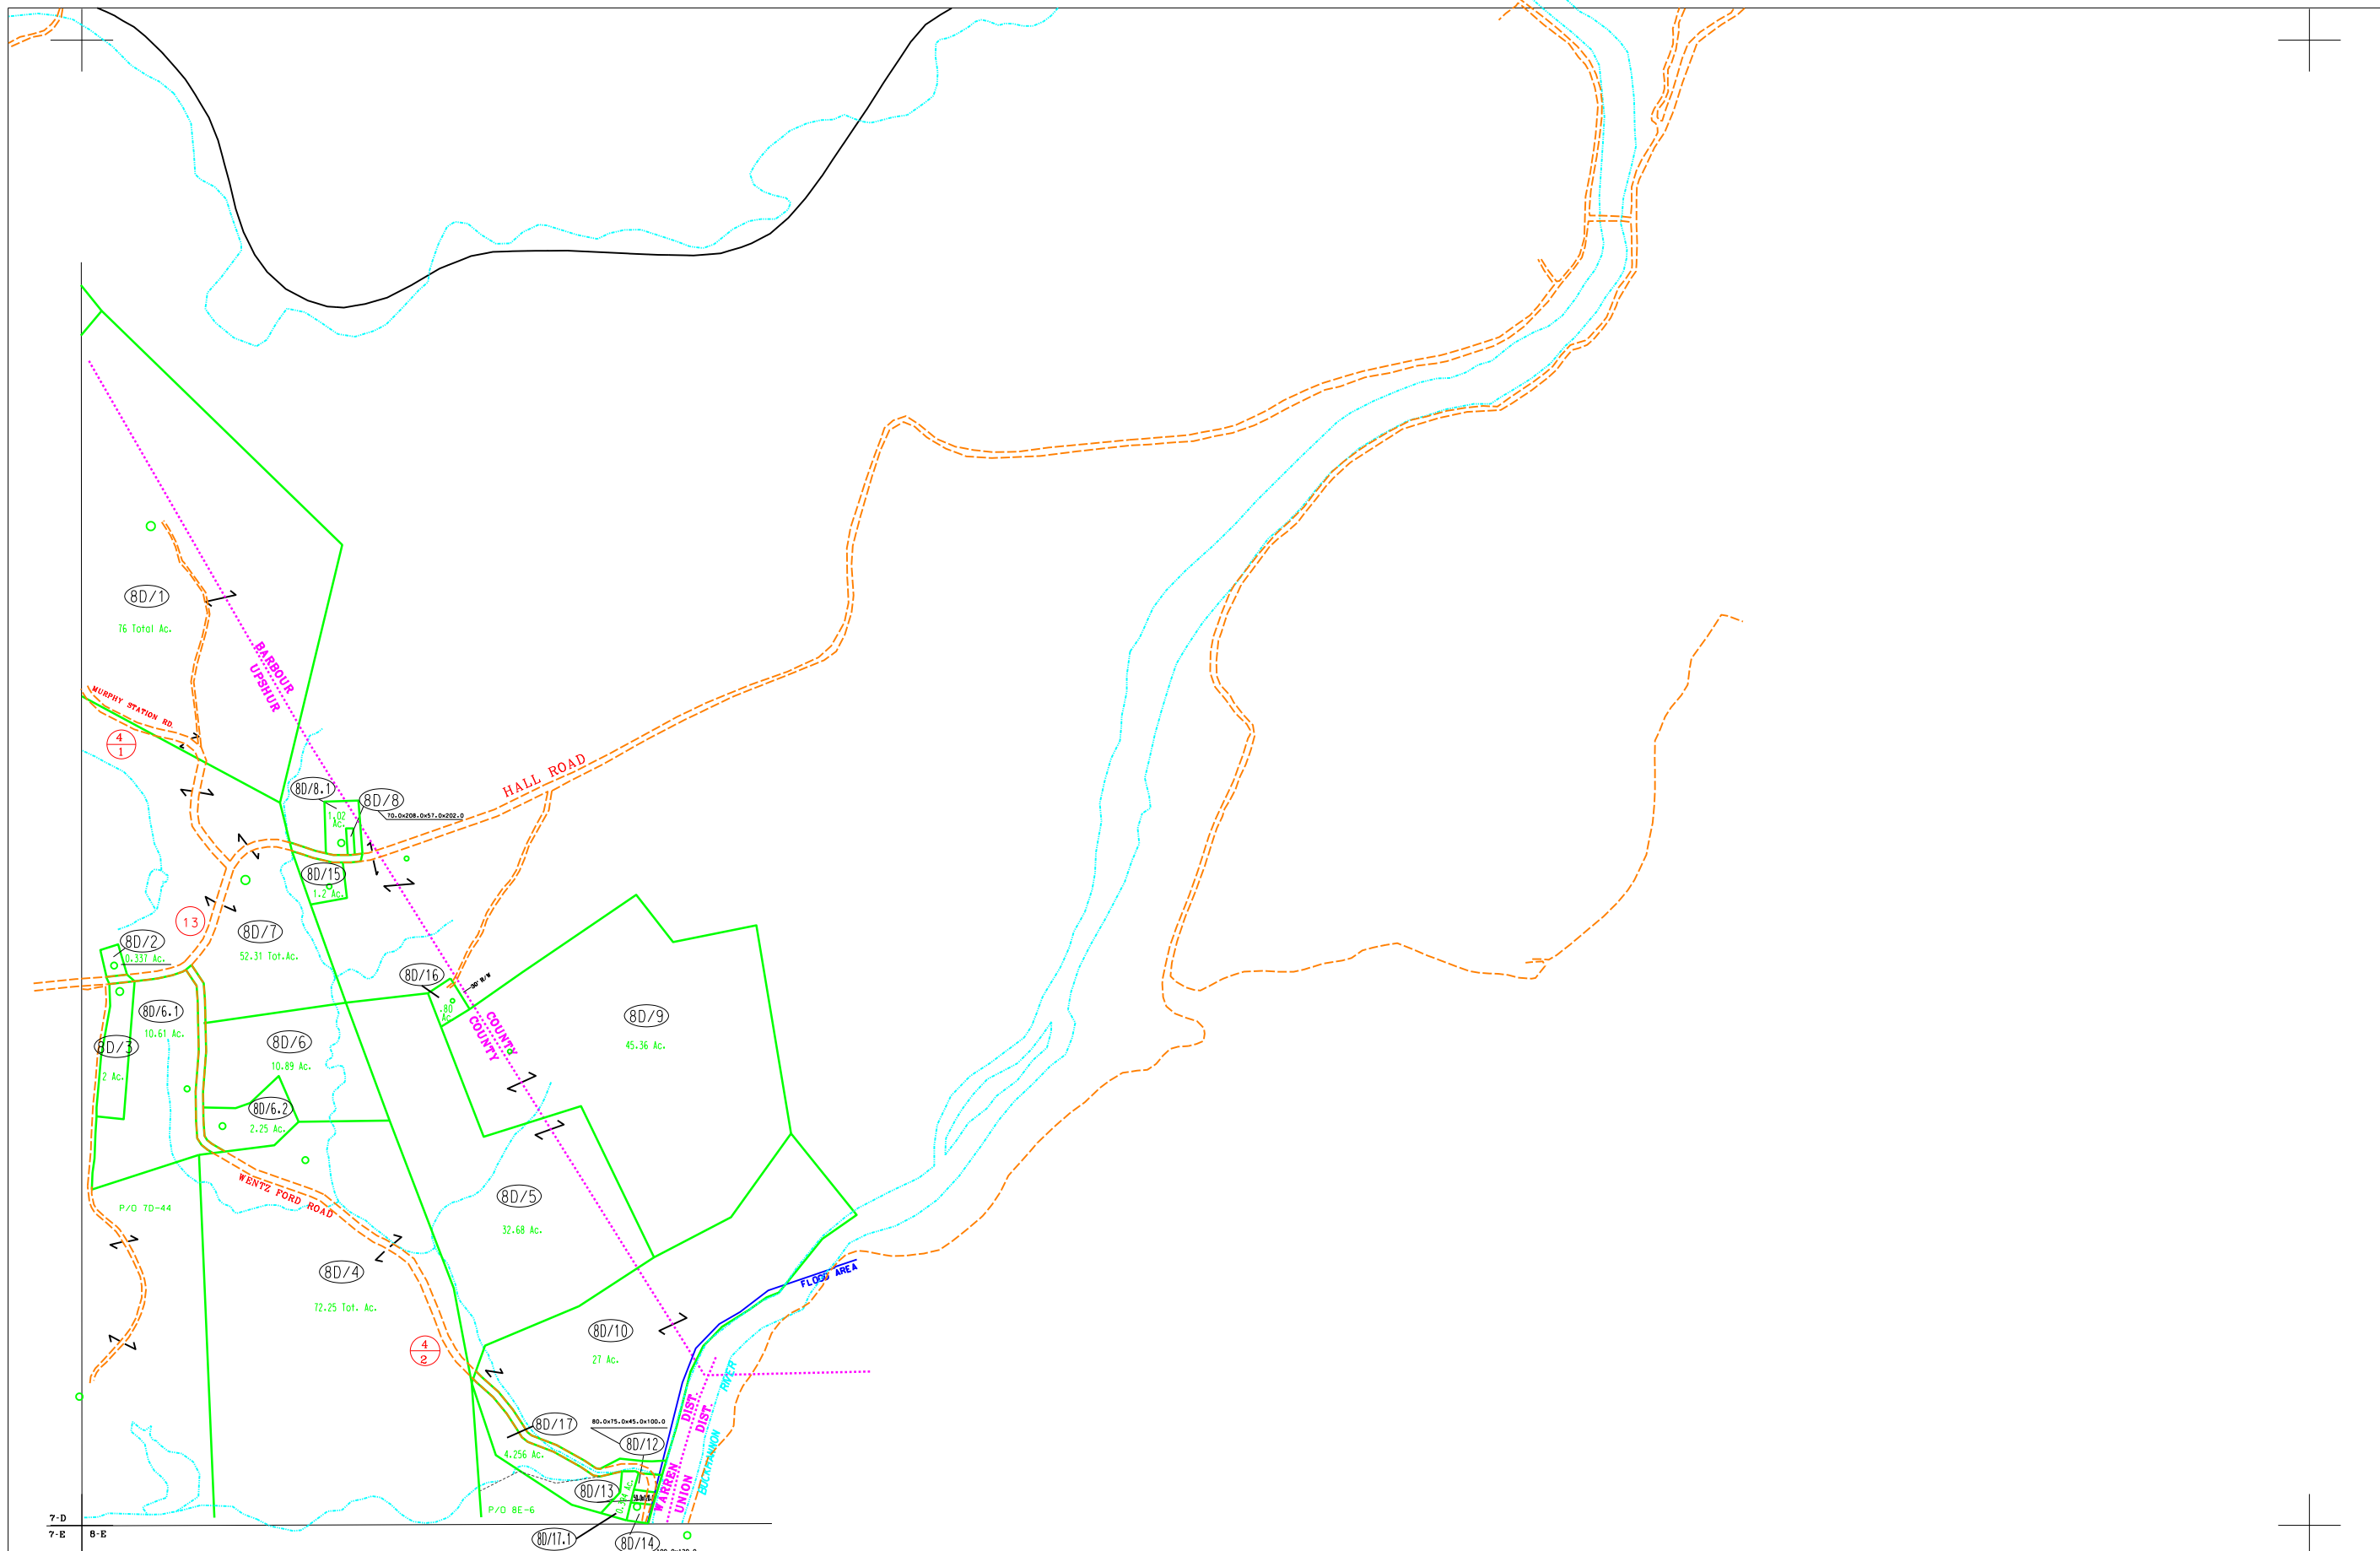 8D/1
76 Total Ac.
BARBOUR
UPSHUR
MURPHY STATION RD.
4
1
HALL ROAD
8D/8.1
8D/8
1.02
Ac.
70.0x208.0x57.0x202.0
8D/15
1.2 Ac.
13
8D/7
52.31 Tot.Ac.
8D/2
0.337 Ac.
8D/16
30' R/W
.80
Ac.
COUNTY
COUNTY
8D/9
45.36 Ac.
8D/6.1
10.61 Ac.
8D/3
2 Ac.
8D/6
10.89 Ac.
8D/6.2
2.25 Ac.
WENTZ FORD ROAD
P/O 7D-44
8D/5
32.68 Ac.
8D/4
72.25 Tot. Ac.
FLOOD AREA
8D/10
27 Ac.
4
2
RIVER
DIST.
DIST.
8D/17
80.0x75.0x45.0x100.0
8D/12
4.256 Ac.
BUCKHANNON
WARREN
UNION
8D/13
P/O 8E-6
7-D
7-E
8-E
8D/17.1
8D/14